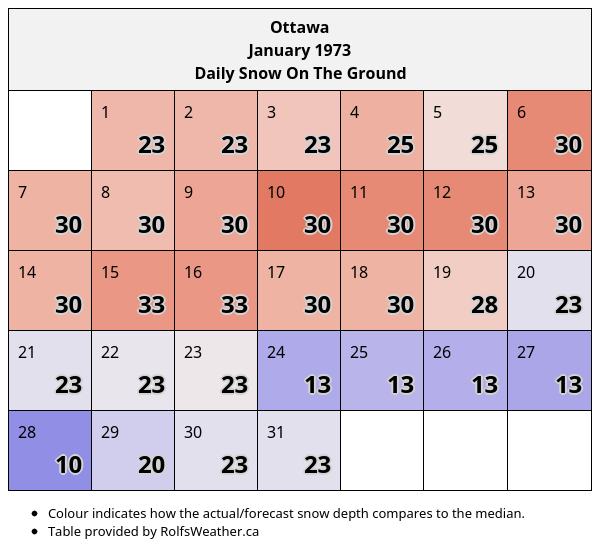 Ottawa
January 1973
Daily Snow On The Ground
1 2 3 4 5 6
23 23 23 25 25 30
7 8 9 10 11 12 13
30 30 30 30 30 30 30
14 15 16 17 18 19 20
30 33 33 30 30 28 23
21 22 23 24 25 26 27
23 23 23 13 13 13 13
28 29 30 31
10 20 23 23
• Colour indicates how the actual/forecast snow depth compares to the median.
• Table provided by RolfsWeather.ca